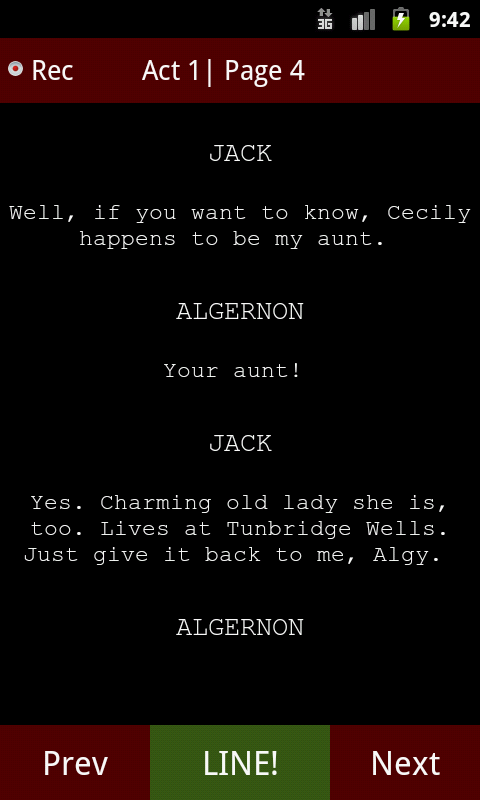 3G 9:42
Rec Act 1| Page 4
JACK
Well, if you want to know, Cecily
happens to be my aunt.
ALGERNON
Your aunt!
JACK
Yes. Charming old lady she is,
too. Lives at Tunbridge Wells.
Just give it back to me, Algy.
ALGERNON
Prev LINE! Next